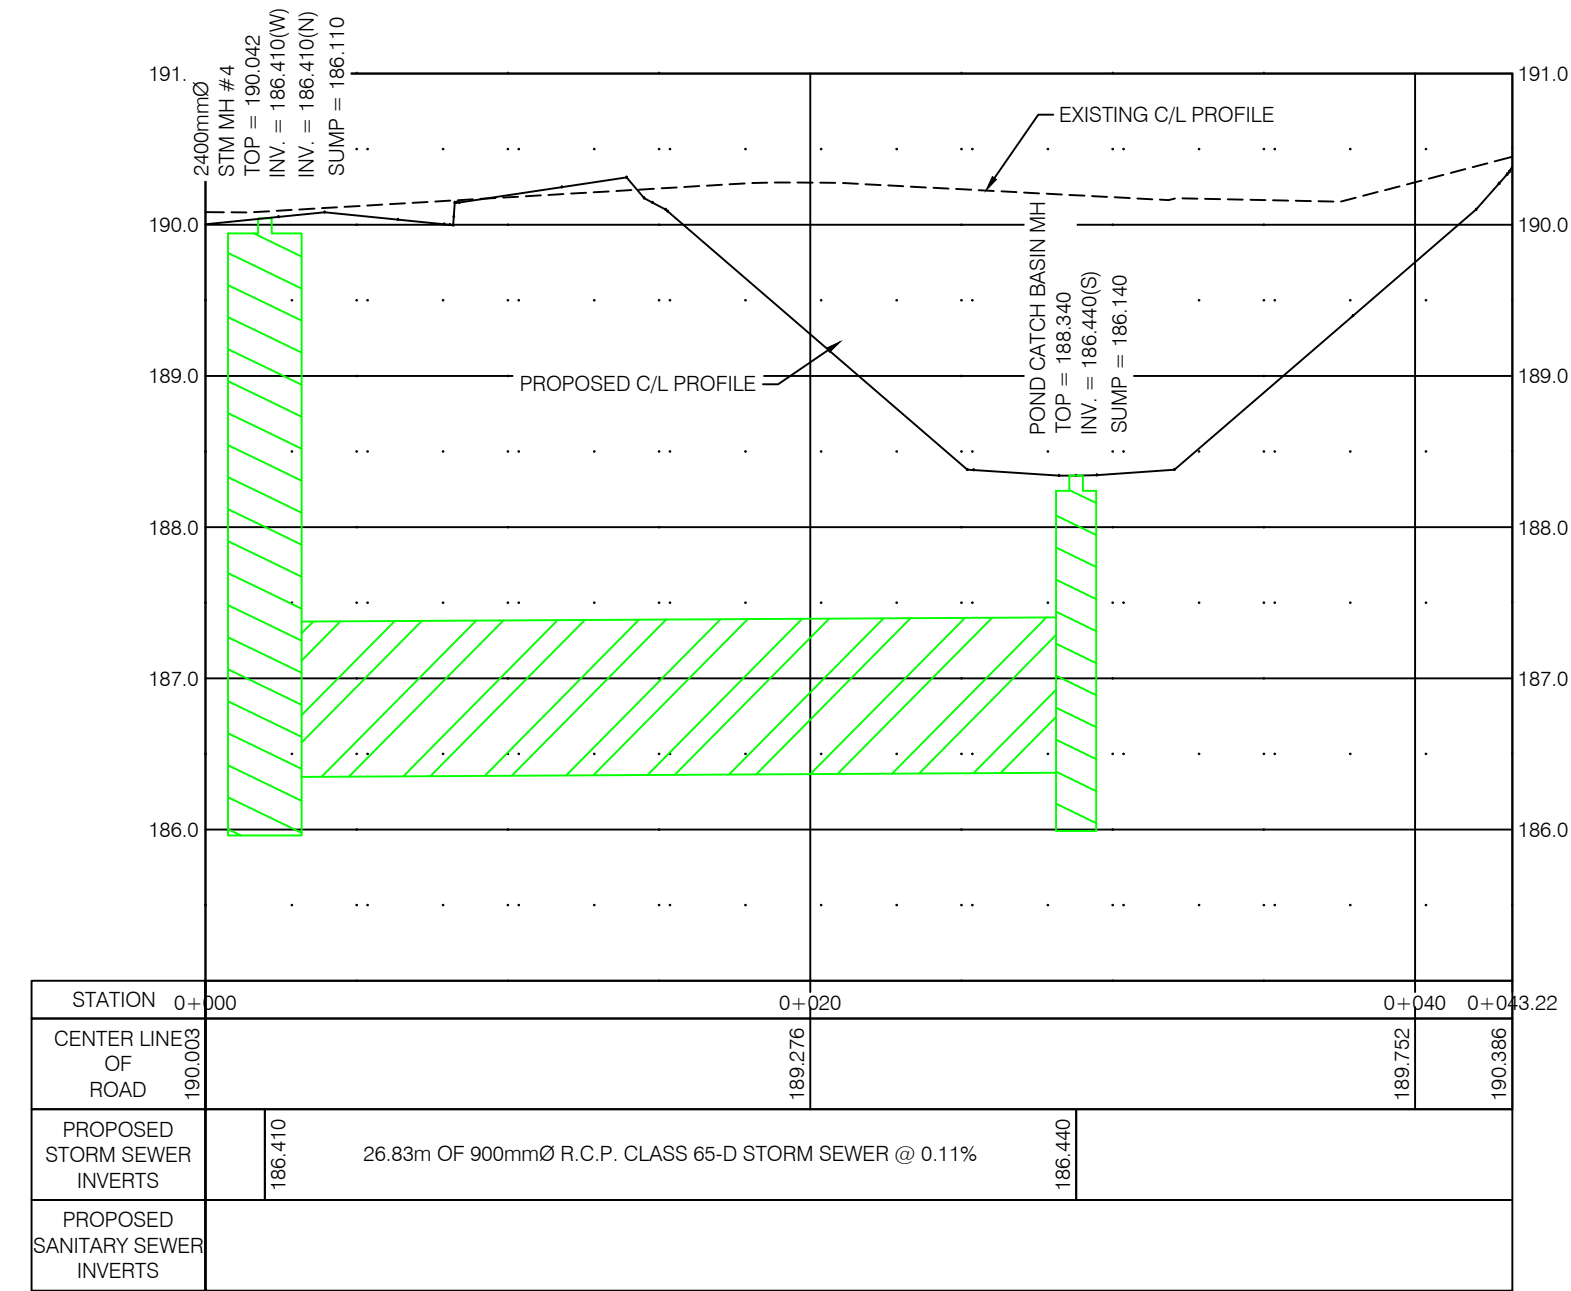 2400mmØ
STM MH #4
TOP = 190.042
INV. = 186.410(W)
INV. = 186.410(N)
SUMP = 186.110
191.
191.0
EXISTING C/L PROFILE
190.0
190.0
POND CATCH BASIN MH
TOP = 188.340
INV. = 186.440(S)
SUMP = 186.140
PROPOSED C/L PROFILE
189.0
189.0
188.0
188.0
187.0
187.0
186.0
186.0
STATION
0+000
0+020
0+040
0+043.22
CENTER LINE
OF
ROAD
190.003
189.276
189.752
190.386
PROPOSED
STORM SEWER
INVERTS
186.410
26.83m OF 900mmØ R.C.P. CLASS 65-D STORM SEWER @ 0.11%
186.440
PROPOSED
SANITARY SEWER
INVERTS